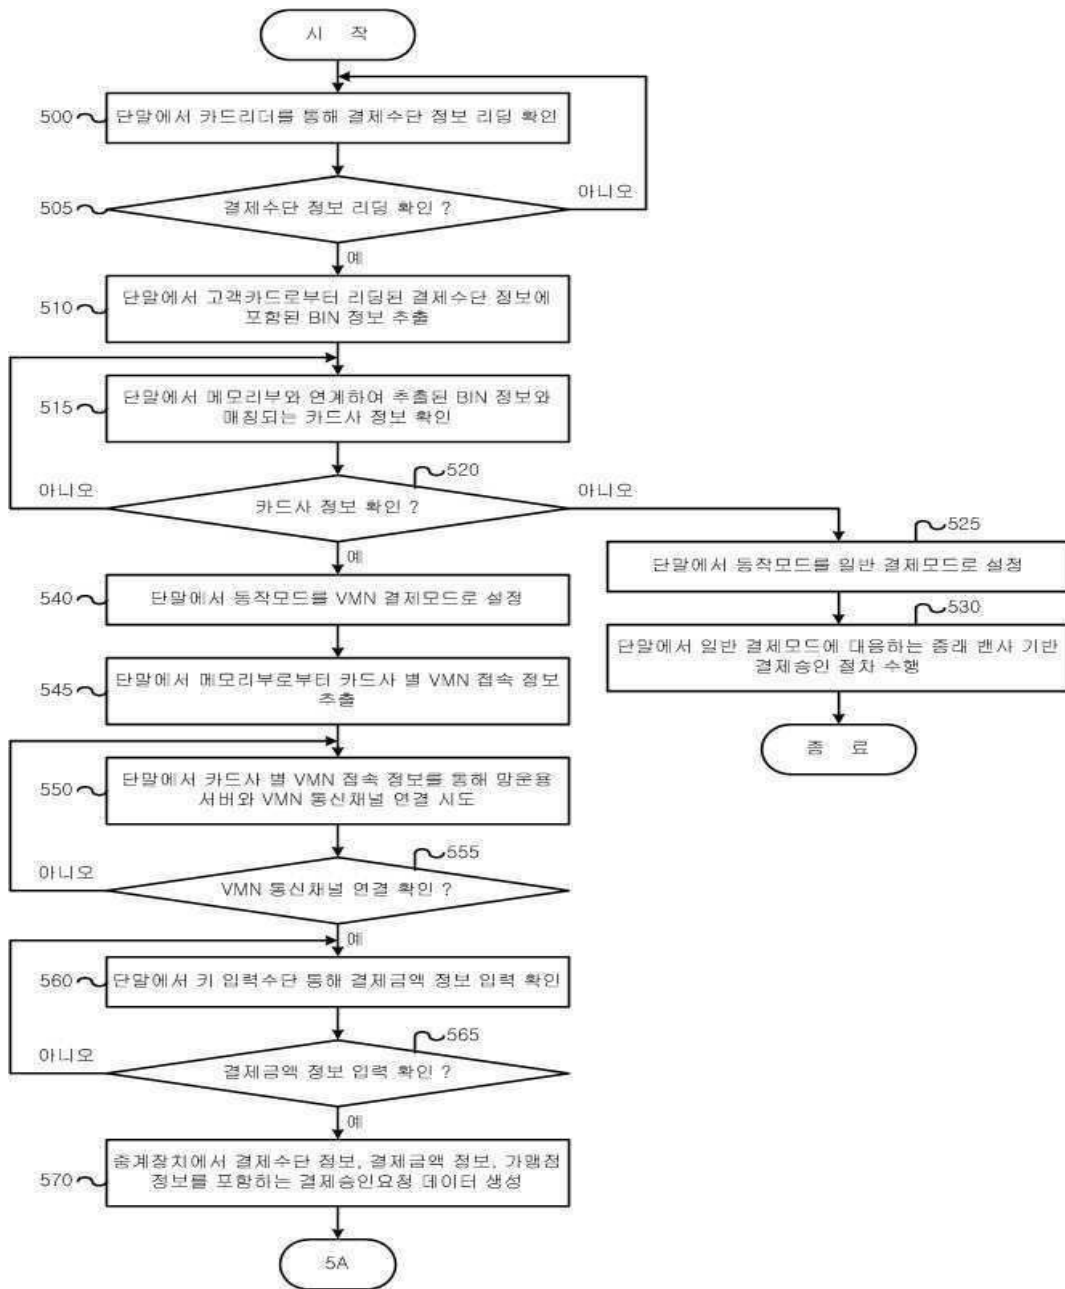 시 작
500
단말에서 카드리더를 통해 결제수단 정보 리딩 확인
505
결제수단 정보 리딩 확인 ?
아니오
예
510
단말에서 고객카드로부터 리딩된 결제수단 정보에
포함된 BIN 정보 추출
515
단말에서 메모리부와 연계하여 추출된 BIN 정보와
매칭되는 카드사 정보 확인
520
아니오
카드사 정보 확인 ?
아니오
예
525
단말에서 동작모드를 일반 결제모드로 설정
530
단말에서 일반 결제모드에 대응하는 종래 밴사 기반
결제승인 절차 수행
종 료
540
단말에서 동작모드를 VMN 결제모드로 설정
545
단말에서 메모리부로부터 카드사 별 VMN 접속 정보
추출
550
단말에서 카드사 별 VMN 접속 정보를 통해 망운용
서버와 VMN 통신채널 연결 시도
555
아니오
VMN 통신채널 연결 확인 ?
예
560
단말에서 키 입력수단 통해 결제금액 정보 입력 확인
565
아니오
결제금액 정보 입력 확인 ?
예
570
중계장치에서 결제수단 정보, 결제금액 정보, 가맹점
정보를 포함하는 결제승인요청 데이터 생성
5A